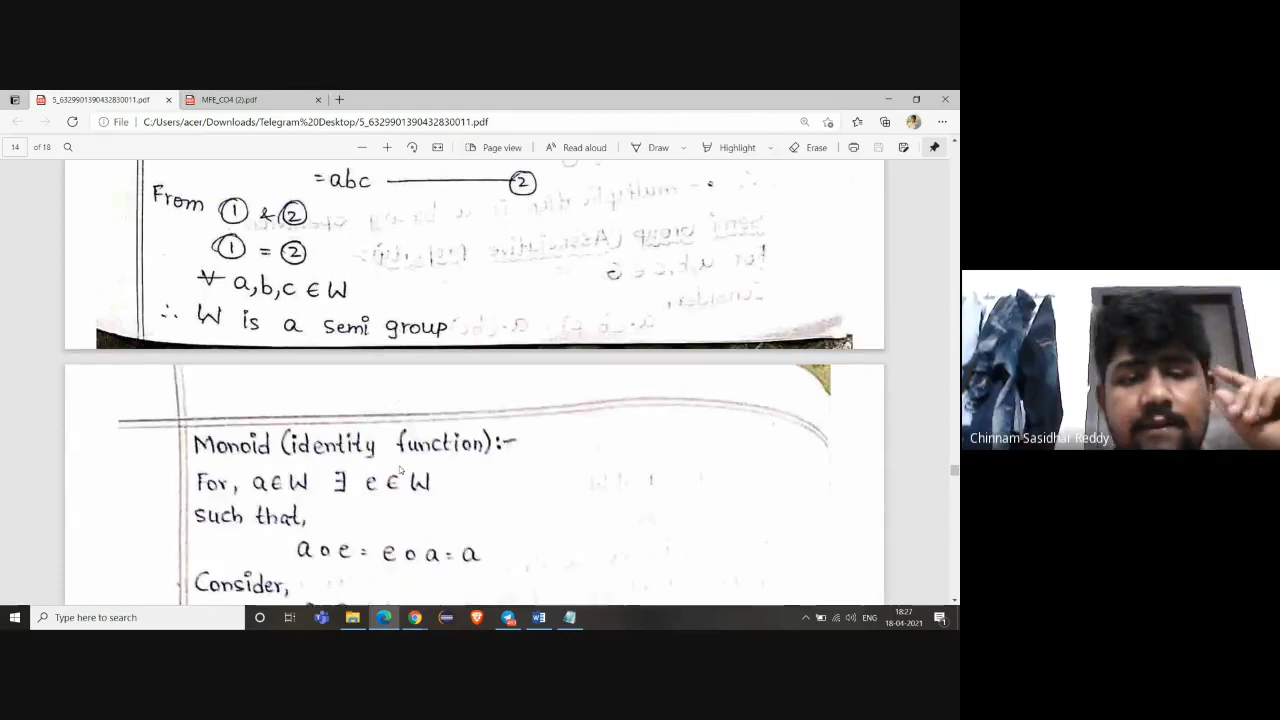 5_6329901390432830011.pdf
MFE_CO4 (2).pdf
File
C:/Users/acer/Downloads/Telegram%20Desktop/5_6329901390432830011.pdf
14 of 18
Page view
Read aloud
Draw
Highlight
Erase
=abc ② 
From ① & ②
① = ②
∀ a,b,c ∈ W
∴ W is a semi group
Monoid (identity function):-
For, a∈W ∃ e ∈ W
such that,
a o e = e o a = a
Consider,
Chinnam Sasidhar Reddy
Type here to search
ENG
18:27
18-04-2021